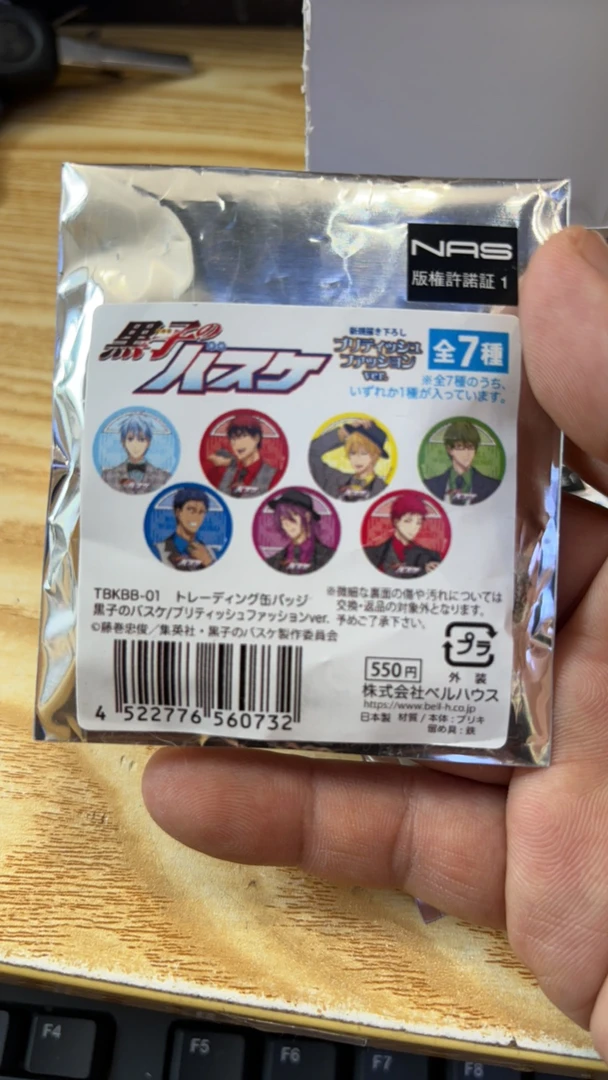 NAS
版権許諾証 1
黒子のバスケ
新規描き下ろし
ブリティッシュ
ファッション
ver.
全7種
※全7種のうち、
いずれか1種が入っています。
TBKBB-01 トレーディング缶バッジ
黒子のバスケ/ブリティッシュファッションver.
©藤巻忠俊/集英社・黒子のバスケ製作委員会
※微細な裏面の傷や汚れについては
交換・返品の対象外となります。
予めご了承下さい。
プラ
外装
4 522776 560732
550円
株式会社ベルハウス
https://www.bell-h.co.jp
日本製 材質/本体:ブリキ
留め具:鉄
F4
F5
F6
F7
F8